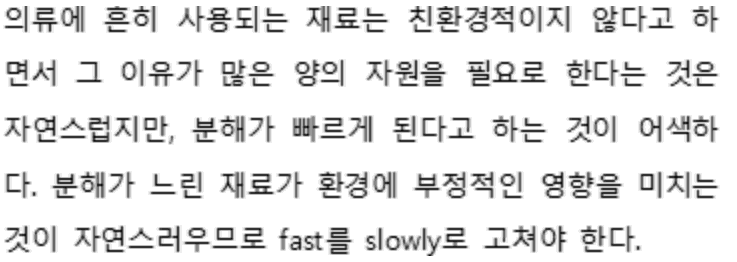 의류에 흔히 사용되는 재료는 친환경적이지 않다고 하
면서 그 이유가 많은 양의 자원을 필요로 한다는 것은
자연스럽지만, 분해가 빠르게 된다고 하는 것이 어색하
다. 분해가 느린 재료가 환경에 부정적인 영향을 미치는
것이 자연스러우므로 fast를 slowly로 고쳐야 한다.